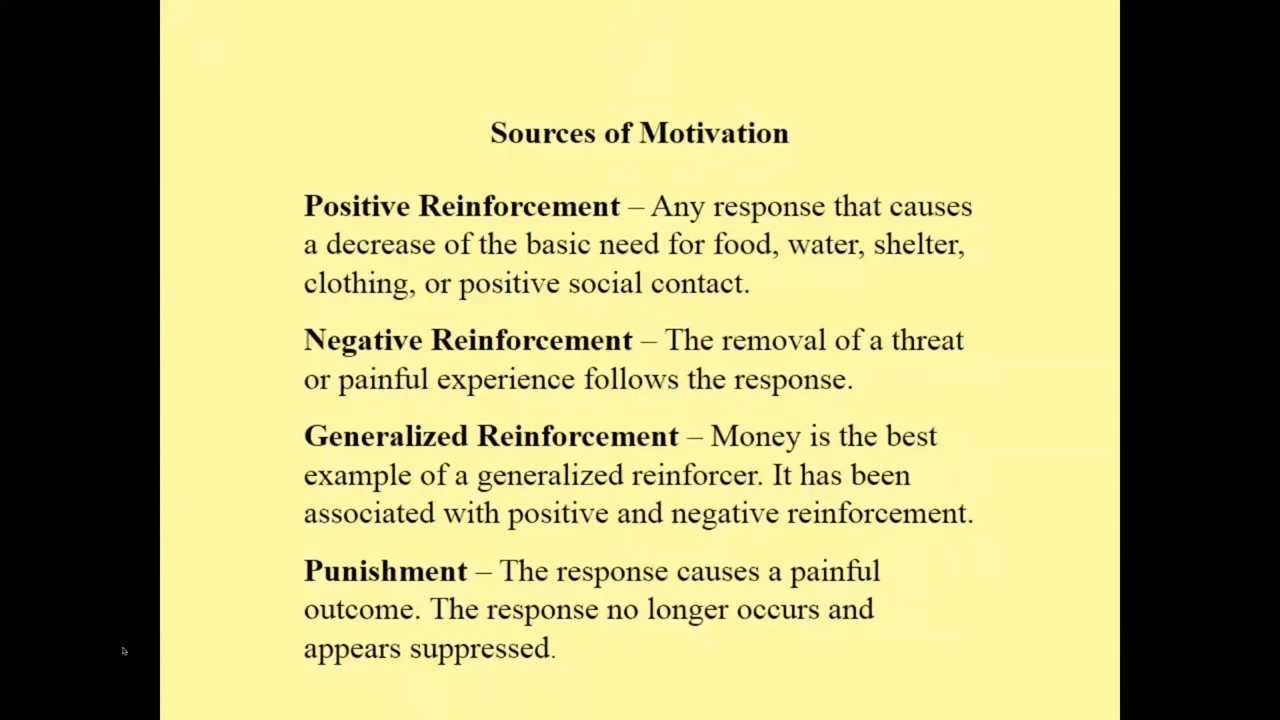 Sources of Motivation
Positive Reinforcement – Any response that causes
a decrease of the basic need for food, water, shelter,
clothing, or positive social contact.
Negative Reinforcement – The removal of a threat
or painful experience follows the response.
Generalized Reinforcement – Money is the best
example of a generalized reinforcer. It has been
associated with positive and negative reinforcement.
Punishment – The response causes a painful
outcome. The response no longer occurs and
appears suppressed.